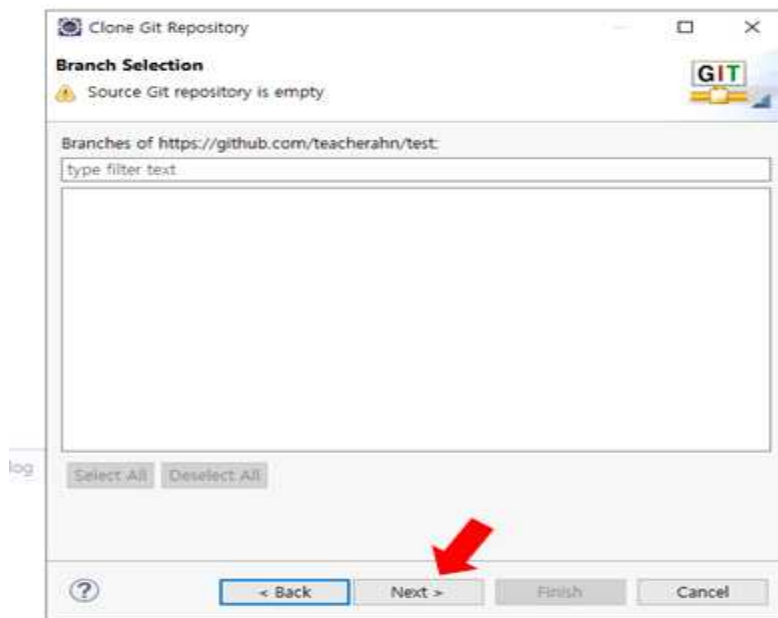 Clone Git Repository
Branch Selection
GIT
Source Git repository is empty
Branches of https://github.com/teacherahn/test:
type filter text
log
Select All Deselect All
? < Back Next > Finish Cancel